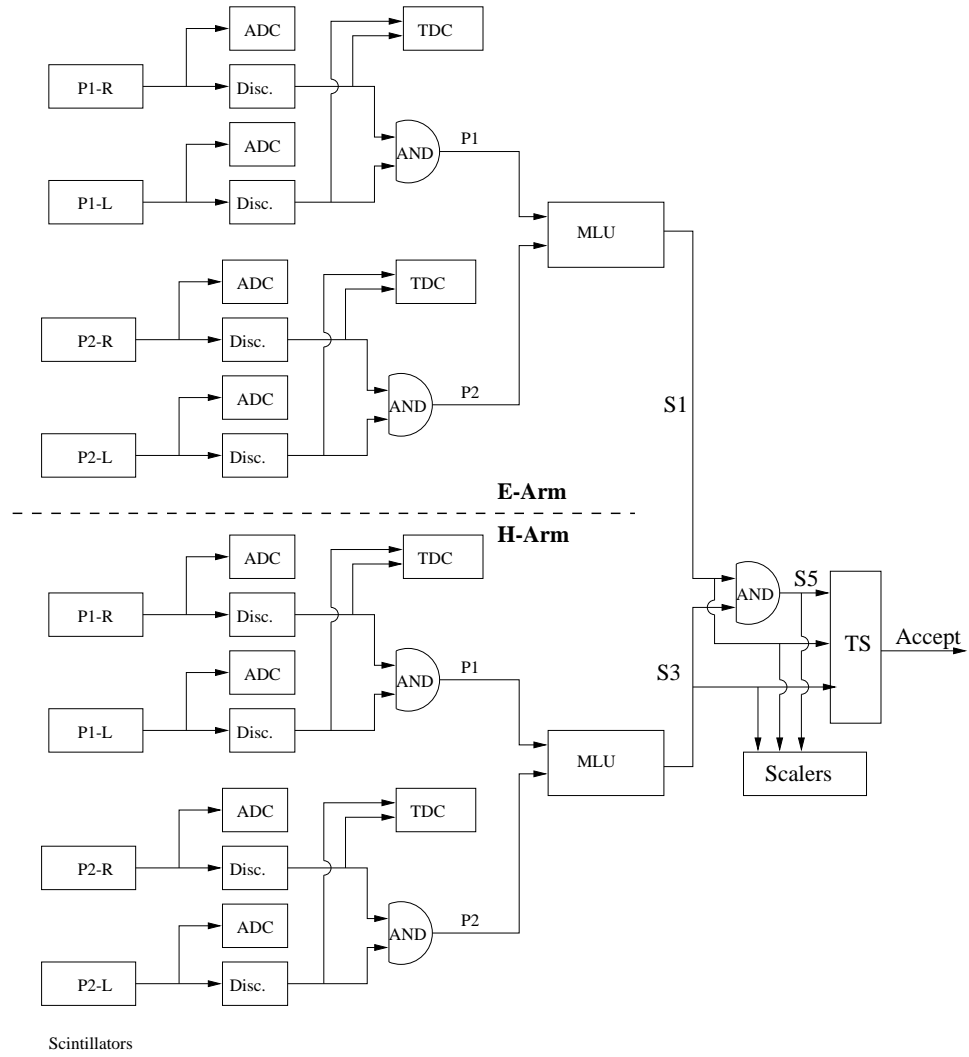 ADC
TDC
P1-R
Disc.
ADC
AND
P1
P1-L
Disc.
MLU
ADC
TDC
P2-R
Disc.
ADC
AND
P2
S1
P2-L
Disc.
E-Arm
H-Arm
ADC
TDC
AND
S5
P1-R
Disc.
TS
Accept
ADC
AND
P1
S3
P1-L
Disc.
MLU
Scalers
ADC
TDC
P2-R
Disc.
ADC
AND
P2
P2-L
Disc.
Scintillators